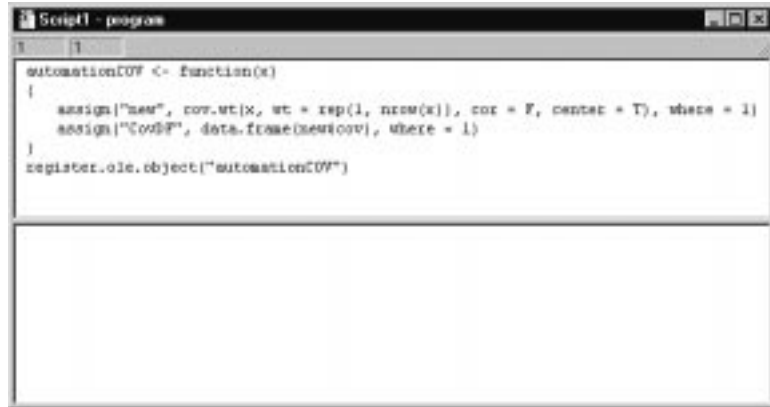 Script1 - program
1 1
automationCOV <- function(x)
{
assign("new", cov.wt(x, wt = rep(1, nrow(x)), cor = F, center = T), where = 1)
assign("CovDF", data.frame(new$cov), where = 1)
}
register.ole.object("automationCOV")